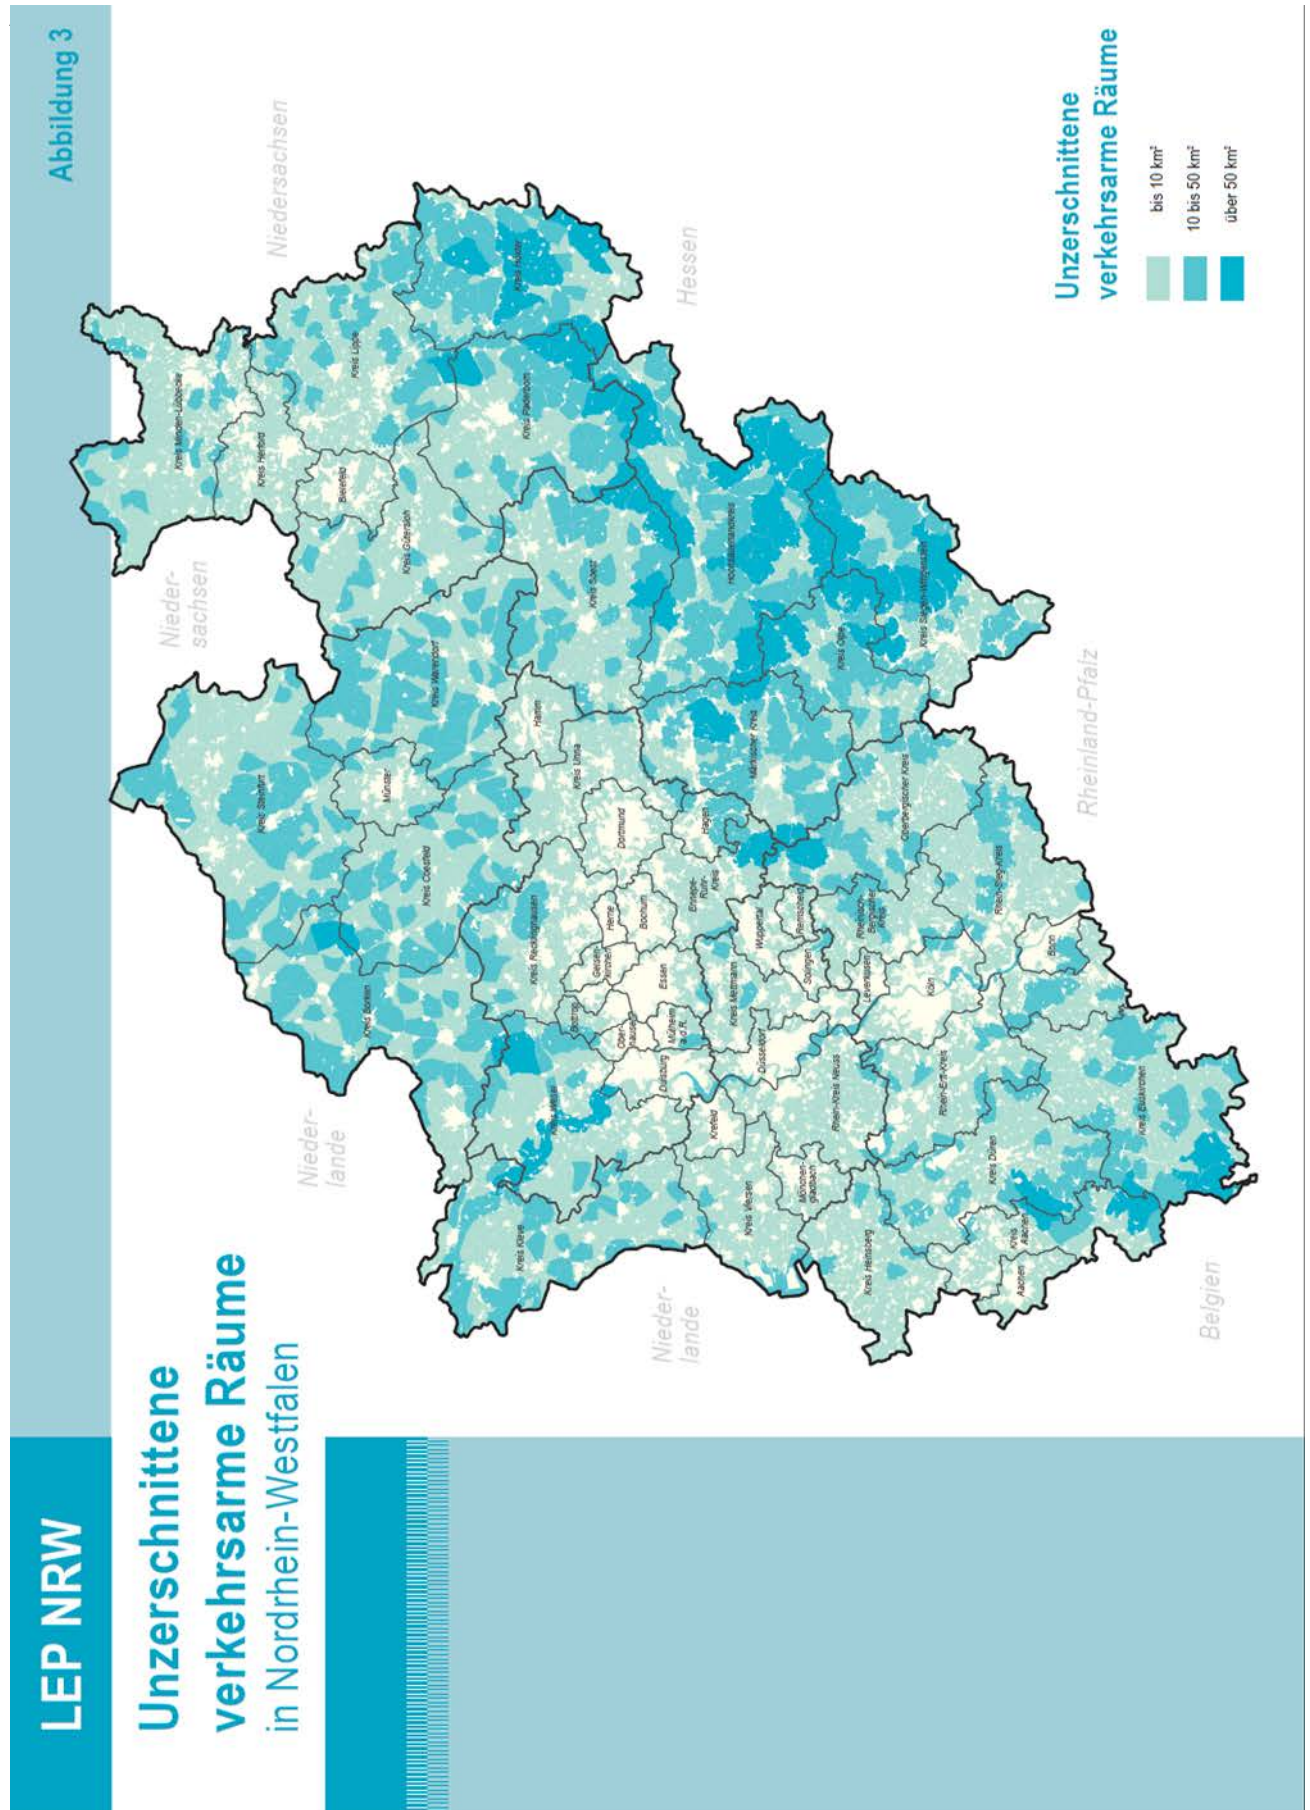 LEP NRW
Abbildung 3
Unzerschnittene
verkehrsarme Räume
in Nordrhein-Westfalen
Nieder-
sachsen
Niedersachsen
Nieder-
lande
Nieder-
lande
Hessen
Rheinland-Pfalz
Belgien
Kreis Minden-Lübbecke
Kreis Herford
Bielefeld
Kreis Lippe
Kreis Gütersloh
Kreis Höxter
Kreis Paderborn
Kreis Steinfurt
Münster
Kreis Warendorf
Kreis Coesfeld
Kreis Borken
Kreis Soest
Hamm
Kreis Unna
Kreis Recklinghausen
Dortmund
Herne
Bochum
Gelsen-
kirchen
Bottrop
Essen
Ober-
hausen
Mülheim
a.d.R.
Duisburg
Kreis Wesel
Kreis Kleve
Hagen
Ennepe-
Ruhr-
Kreis
Märkischer Kreis
Hochsauerlandkreis
Kreis Olpe
Kreis Siegen-Wittgenstein
Wuppertal
Remscheid
Solingen
Kreis Mettmann
Düsseldorf
Krefeld
Kreis Viersen
Mönchen-
gladbach
Rhein-Kreis Neuss
Kreis Heinsberg
Oberbergischer Kreis
Rheinisch-
Bergischer
Kreis
Leverkusen
Köln
Rhein-Sieg-Kreis
Bonn
Rhein-Erft-Kreis
Kreis Düren
Kreis
Aachen
Aachen
Kreis Euskirchen
Unzerschnittene
verkehrsarme Räume
bis 10 km²
10 bis 50 km²
über 50 km²